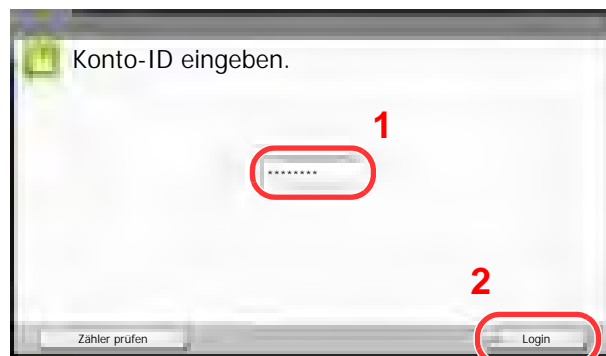 Konto-ID eingeben.
1
********
2
Zähler prüfen
Login